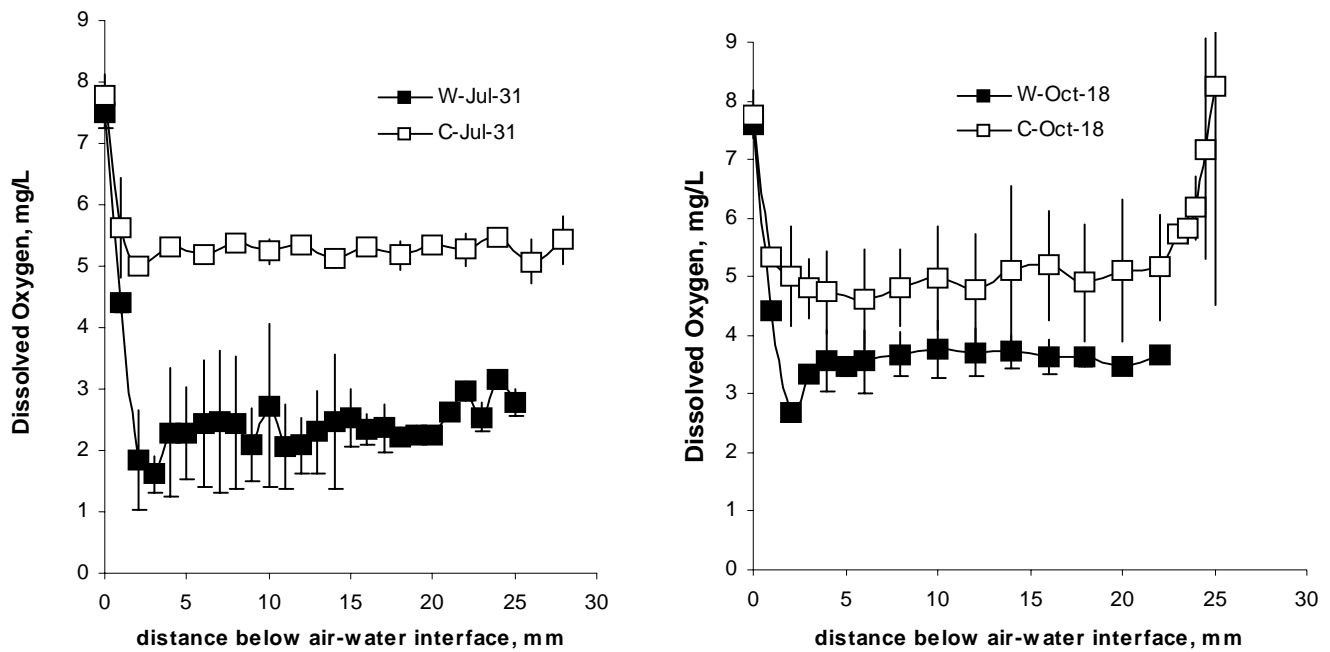 9
8
7
6
5
4
3
2
1
0
Dissolved Oxygen, mg/L
W-Jul-31
C-Jul-31
0 5 10 15 20 25 30
distance below air-water interface, mm
9
8
7
6
5
4
3
2
1
0
Dissolved Oxygen, mg/L
W-Oct-18
C-Oct-18
0 5 10 15 20 25 30
distance below air-water interface, mm